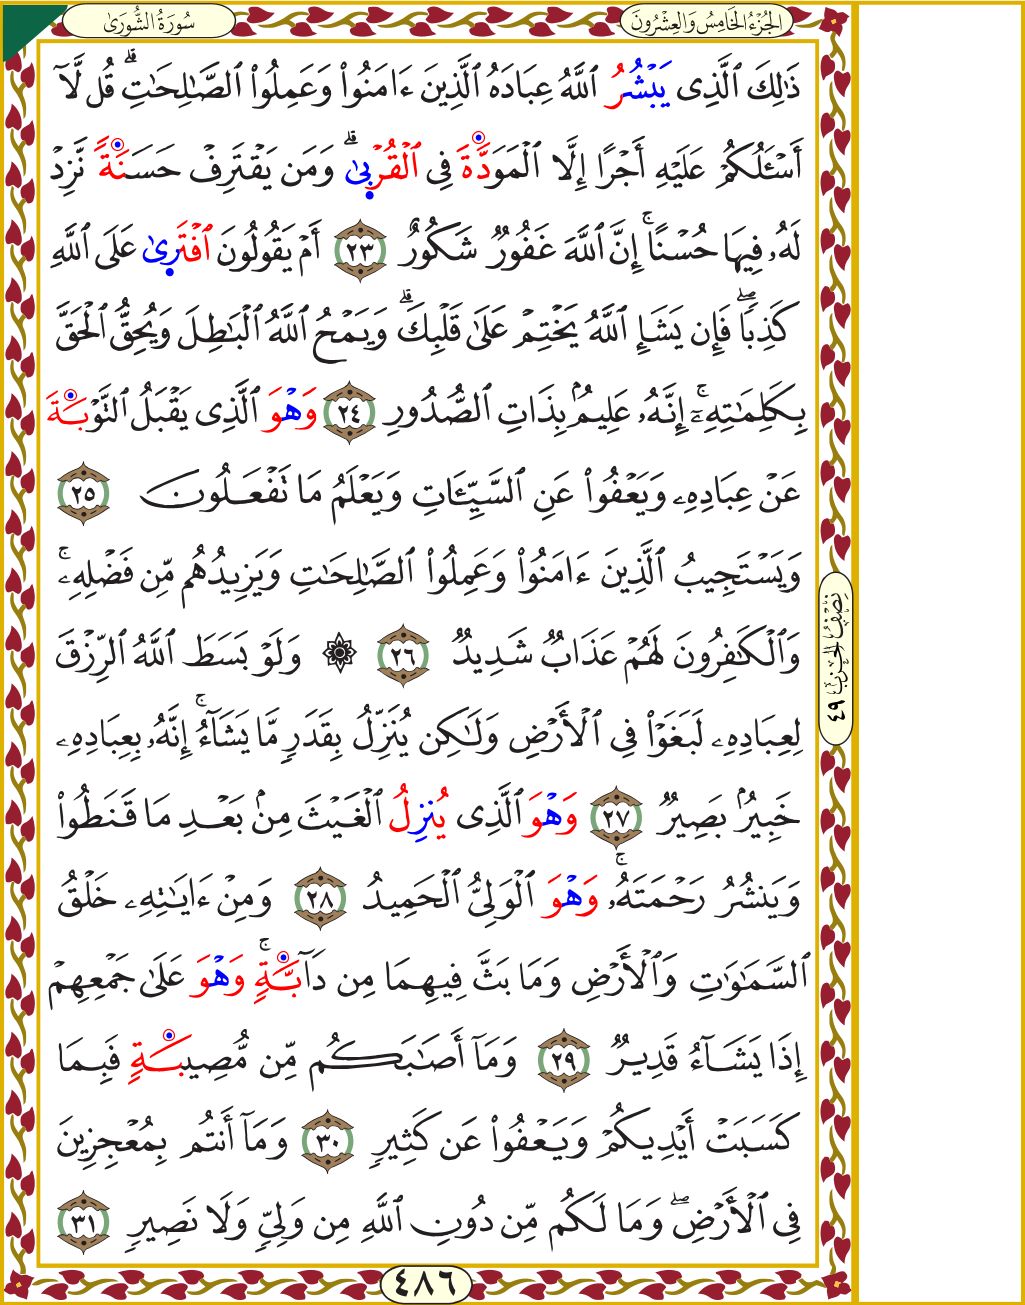 الجُزْءُ الخَامِسُ وَالعِشْرُونَ
سُورَةُ الشُّورَىٰ
ذَٰلِكَ ٱلَّذِى يَبْشُرُ ٱللَّهُ عِبَادَهُ ٱلَّذِينَ ءَامَنُواْ وَعَمِلُواْ ٱلصَّٰلِحَٰتِۗ قُل لَّآ
أَسْـَٔلُكُمْ عَلَيْهِ أَجْرًا إِلَّا ٱلْمَوَدَّةَ فِى ٱلْقُرْبِىٰۗ وَمَن يَقْتَرِفْ حَسَنَةً نَّزِدْ
لَهُۥ فِيهَا حُسْنًاۚ إِنَّ ٱللَّهَ غَفُورٌ شَكُورٌ ٢٣ أَمْ يَقُولُونَ ٱفْتَرِىٰ عَلَى ٱللَّهِ
كَذِبًاۖ فَإِن يَشَإِ ٱللَّهُ يَخْتِمْ عَلَىٰ قَلْبِكَۗ وَيَمْحُ ٱللَّهُ ٱلْبَٰطِلَ وَيُحِقُّ ٱلْحَقَّ
بِكَلِمَٰتِهِۦٓۚ إِنَّهُۥ عَلِيمُۢ بِذَاتِ ٱلصُّدُورِ ٢٤ وَهْوَ ٱلَّذِى يَقْبَلُ ٱلتَّوْبَةَ
عَنْ عِبَادِهِۦ وَيَعْفُواْ عَنِ ٱلسَّيِّـَٔاتِ وَيَعْلَمُ مَا تَفْعَلُونَ ٢٥
وَيَسْتَجِيبُ ٱلَّذِينَ ءَامَنُواْ وَعَمِلُواْ ٱلصَّٰلِحَٰتِ وَيَزِيدُهُم مِّن فَضْلِهِۦۚ
وَٱلْكَٰفِرُونَ لَهُمْ عَذَابٌ شَدِيدٌ ٢٦ ۞ وَلَوْ بَسَطَ ٱللَّهُ ٱلرِّزْقَ
لِعِبَادِهِۦ لَبَغَوْاْ فِى ٱلْأَرْضِ وَلَٰكِن يُنَزِّلُ بِقَدَرٍ مَّا يَشَآءُۚ إِنَّهُۥ بِعِبَادِهِۦ
خَبِيرُۢ بَصِيرٌ ٢٧ وَهْوَ ٱلَّذِى يُنزِلُ ٱلْغَيْثَ مِنۢ بَعْدِ مَا قَنَطُواْ
وَيَنشُرُ رَحْمَتَهُۥۚ وَهْوَ ٱلْوَلِىُّ ٱلْحَمِيدُ ٢٨ وَمِنْ ءَايَٰتِهِۦ خَلْقُ
ٱلسَّمَٰوَٰتِ وَٱلْأَرْضِ وَمَا بَثَّ فِيهِمَا مِن دَآبَّةٍۚ وَهْوَ عَلَىٰ جَمْعِهِمْ
إِذَا يَشَآءُ قَدِيرٌ ٢٩ وَمَآ أَصَٰبَكُم مِّن مُّصِيبَةٍ فَبِمَا
كَسَبَتْ أَيْدِيكُمْ وَيَعْفُواْ عَن كَثِيرٍ ٣٠ وَمَآ أَنتُم بِمُعْجِزِينَ
فِى ٱلْأَرْضِۖ وَمَا لَكُم مِّن دُونِ ٱللَّهِ مِن وَلِىٍّ وَلَا نَصِيرٍ ٣١
نِصْفُ الحِزْبِ ٤٩
٤٨٦